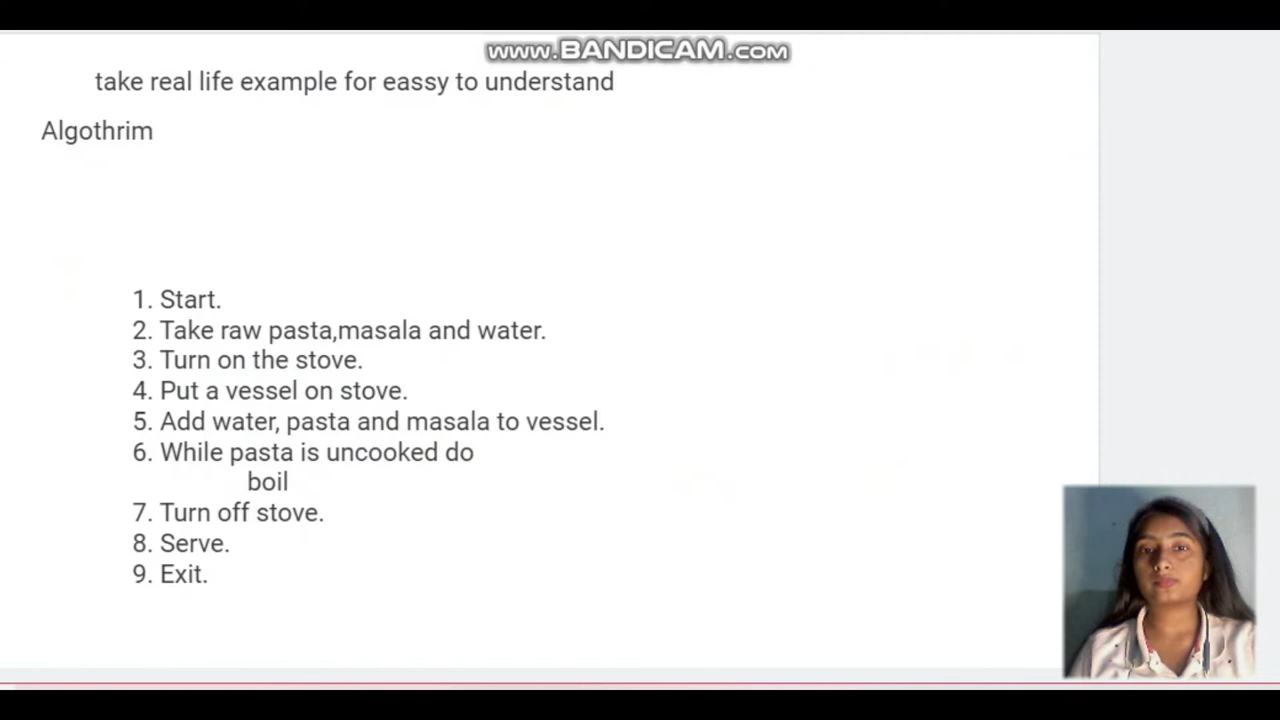 www.BANDICAM.com
take real life example for eassy to understand
Algothrim
1. Start.
2. Take raw pasta,masala and water.
3. Turn on the stove.
4. Put a vessel on stove.
5. Add water, pasta and masala to vessel.
6. While pasta is uncooked do
boil
7. Turn off stove.
8. Serve.
9. Exit.